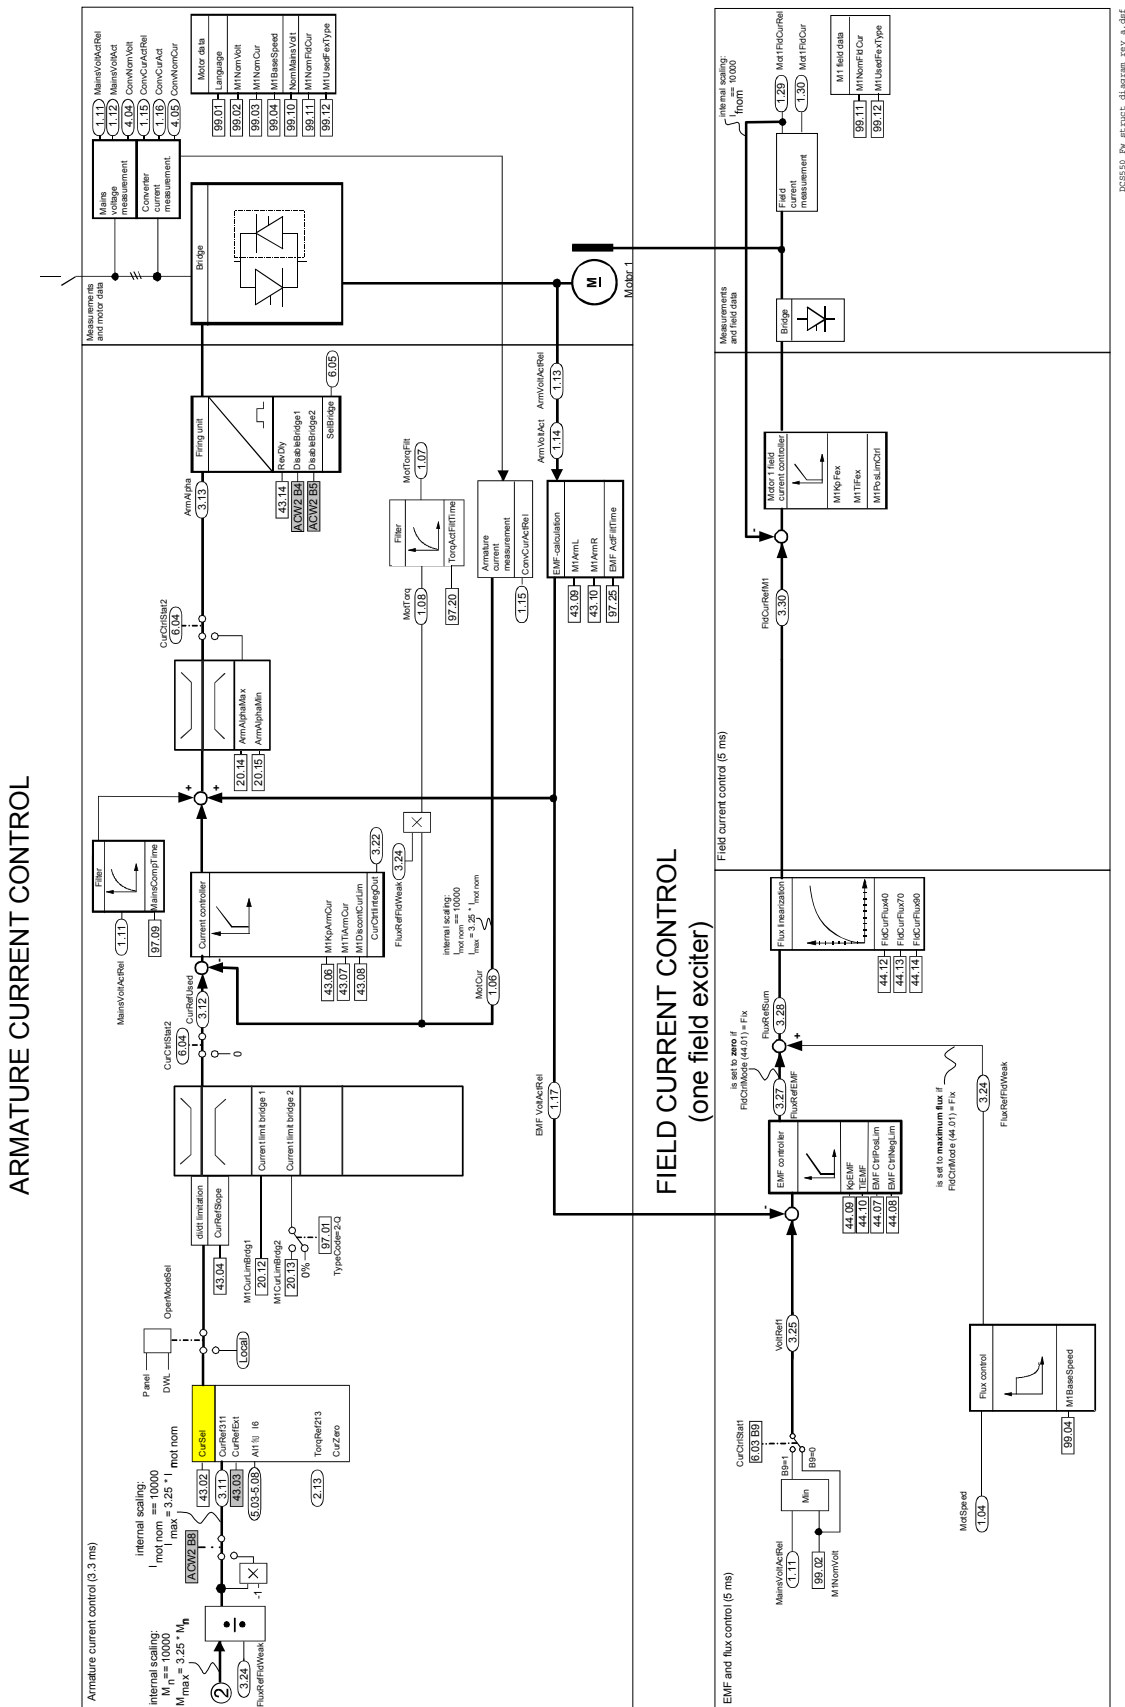 ARMATURE CURRENT CONTROL
Armature current control (3.3 ms)
internal scaling:
M n == 10000
M max = 3.25 * M n
2
3.24
FluxRefFldWeak
-1
ACW2 B8
internal scaling:
I mot nom == 10000
I max = 3.25 * I mot nom
43.02
CurSel
3.11
CurRef311
43.03
CurRefExt
5.03-5.08
2.13
TorqRef213
CurZero
Panel
DWL
OperModeSel
Local
di/dt limitation
43.04
CurRefSlope
M1CurLimBrdg1
20.12
Current limit bridge 1
M1CurLimBrdg2
20.13
Current limit bridge 2
0%
97.01
TypeCode=2-Q
CurCtrlStat2
6.04
0
CurRefUsed
3.12
-
MainsVoltActRel
1.11
Filter
97.09
MainsCompTime
Current controller
43.06
M1KpArmCur
43.07
M1TiArmCur
43.08
M1DiscontCurLim
CurCtrlIntegOut
3.22
FluxRefFldWeak
3.24
internal scaling:
I mot nom == 10000
I max = 3.25 * I mot nom
MotCur
1.06
+
+
20.14
ArmAlphaMax
20.15
ArmAlphaMin
CurCtrlStat2
6.04
ArmAlpha
3.13
Firing unit
43.14
RevDly
ACW2 B4
DisableBridge1
ACW2 B5
DisableBridge2
SelBridge
6.05
MotTorq
1.08
Filter
97.20
TorqActFiltTime
MotTorqFilt
1.07
Armature
current
measurement
1.15
ConvCurActRel
EMF-calculation
43.09
M1ArmL
43.10
M1ArmR
97.25
EMF ActFiltTime
ArmVoltAct
1.14
ArmVoltActRel
1.13
EMF VoltActRel
1.17
Measurements
and motor data
Bridge
M
Motor 1
Mains
voltage
measurement
Converter
current
measurement.
1.11
MainsVoltActRel
1.12
MainsVoltAct
4.04
ConvNomVolt
1.15
ConvCurActRel
1.16
ConvCurAct
4.05
ConvNomCur
Motor data
99.01
Language
99.02
M1NomVolt
99.03
M1NomCur
99.04
M1BaseSpeed
99.10
NomMainsVolt
99.11
M1NomFldCur
99.12
M1UsedFexType
FIELD CURRENT CONTROL
(one field exciter)
EMF and flux control (5 ms)
MainsVoltActRel
1.11
99.02
M1NomVolt
Min
CurCtrlStat1
6.03 B9
B9=1
B9=0
VoltRef1
3.25
-
MotSpeed
1.04
Flux control
99.04
M1BaseSpeed
EMF controller
44.09
KpEMF
44.10
TiEMF
44.07
EMF CtrlPosLim
44.08
EMF CtrlNegLim
is set to zero if
FldCtrlMode (44.01) = Fix
3.27
FluxRefEMF
is set to maximum flux if
FldCtrlMode (44.01) = Fix
3.24
FluxRefFldWeak
+
FluxRefSum
3.28
Flux linearization
44.12
FldCurFlux40
44.13
FldCurFlux70
44.14
FldCurFlux90
Field current control (5 ms)
FldCurRefM1
3.30
-
Motor 1 field
current controller
M1KpFex
M1TiFex
M1PosLimCtrl
Measurements
and field data
Bridge
Field
current
measurement
internal scaling:
I fnom == 10000
1.29
Mot1FldCurRel
1.30
Mot1FldCur
M1 field data
99.11
M1NomFldCur
99.12
M1UsedFexType
DCS550 Fw struct diagram rev a.dsf